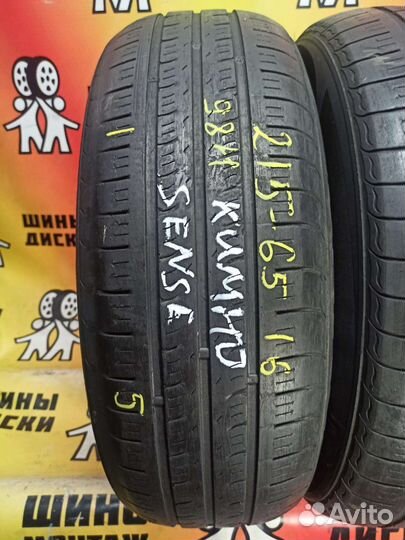 ШИНЫ
ДИСКИ
1
215-65-16
98H KUMHO
SENSE
5
ШИНЫ
ДИСКИ
ШИНО
МОНТАЖ
Avito